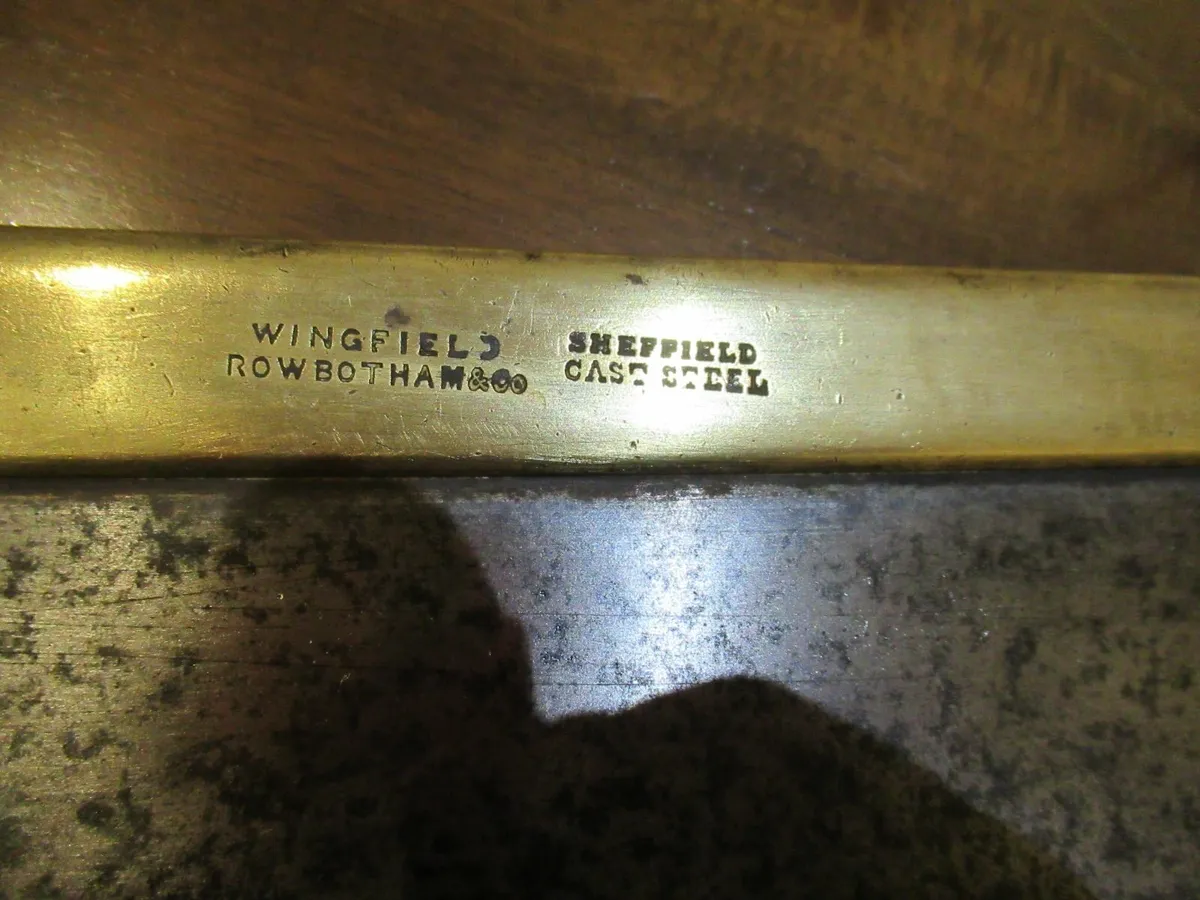 WINGFIELD
ROWBOTHAM & Co
SHEFFIELD
CAST STEEL